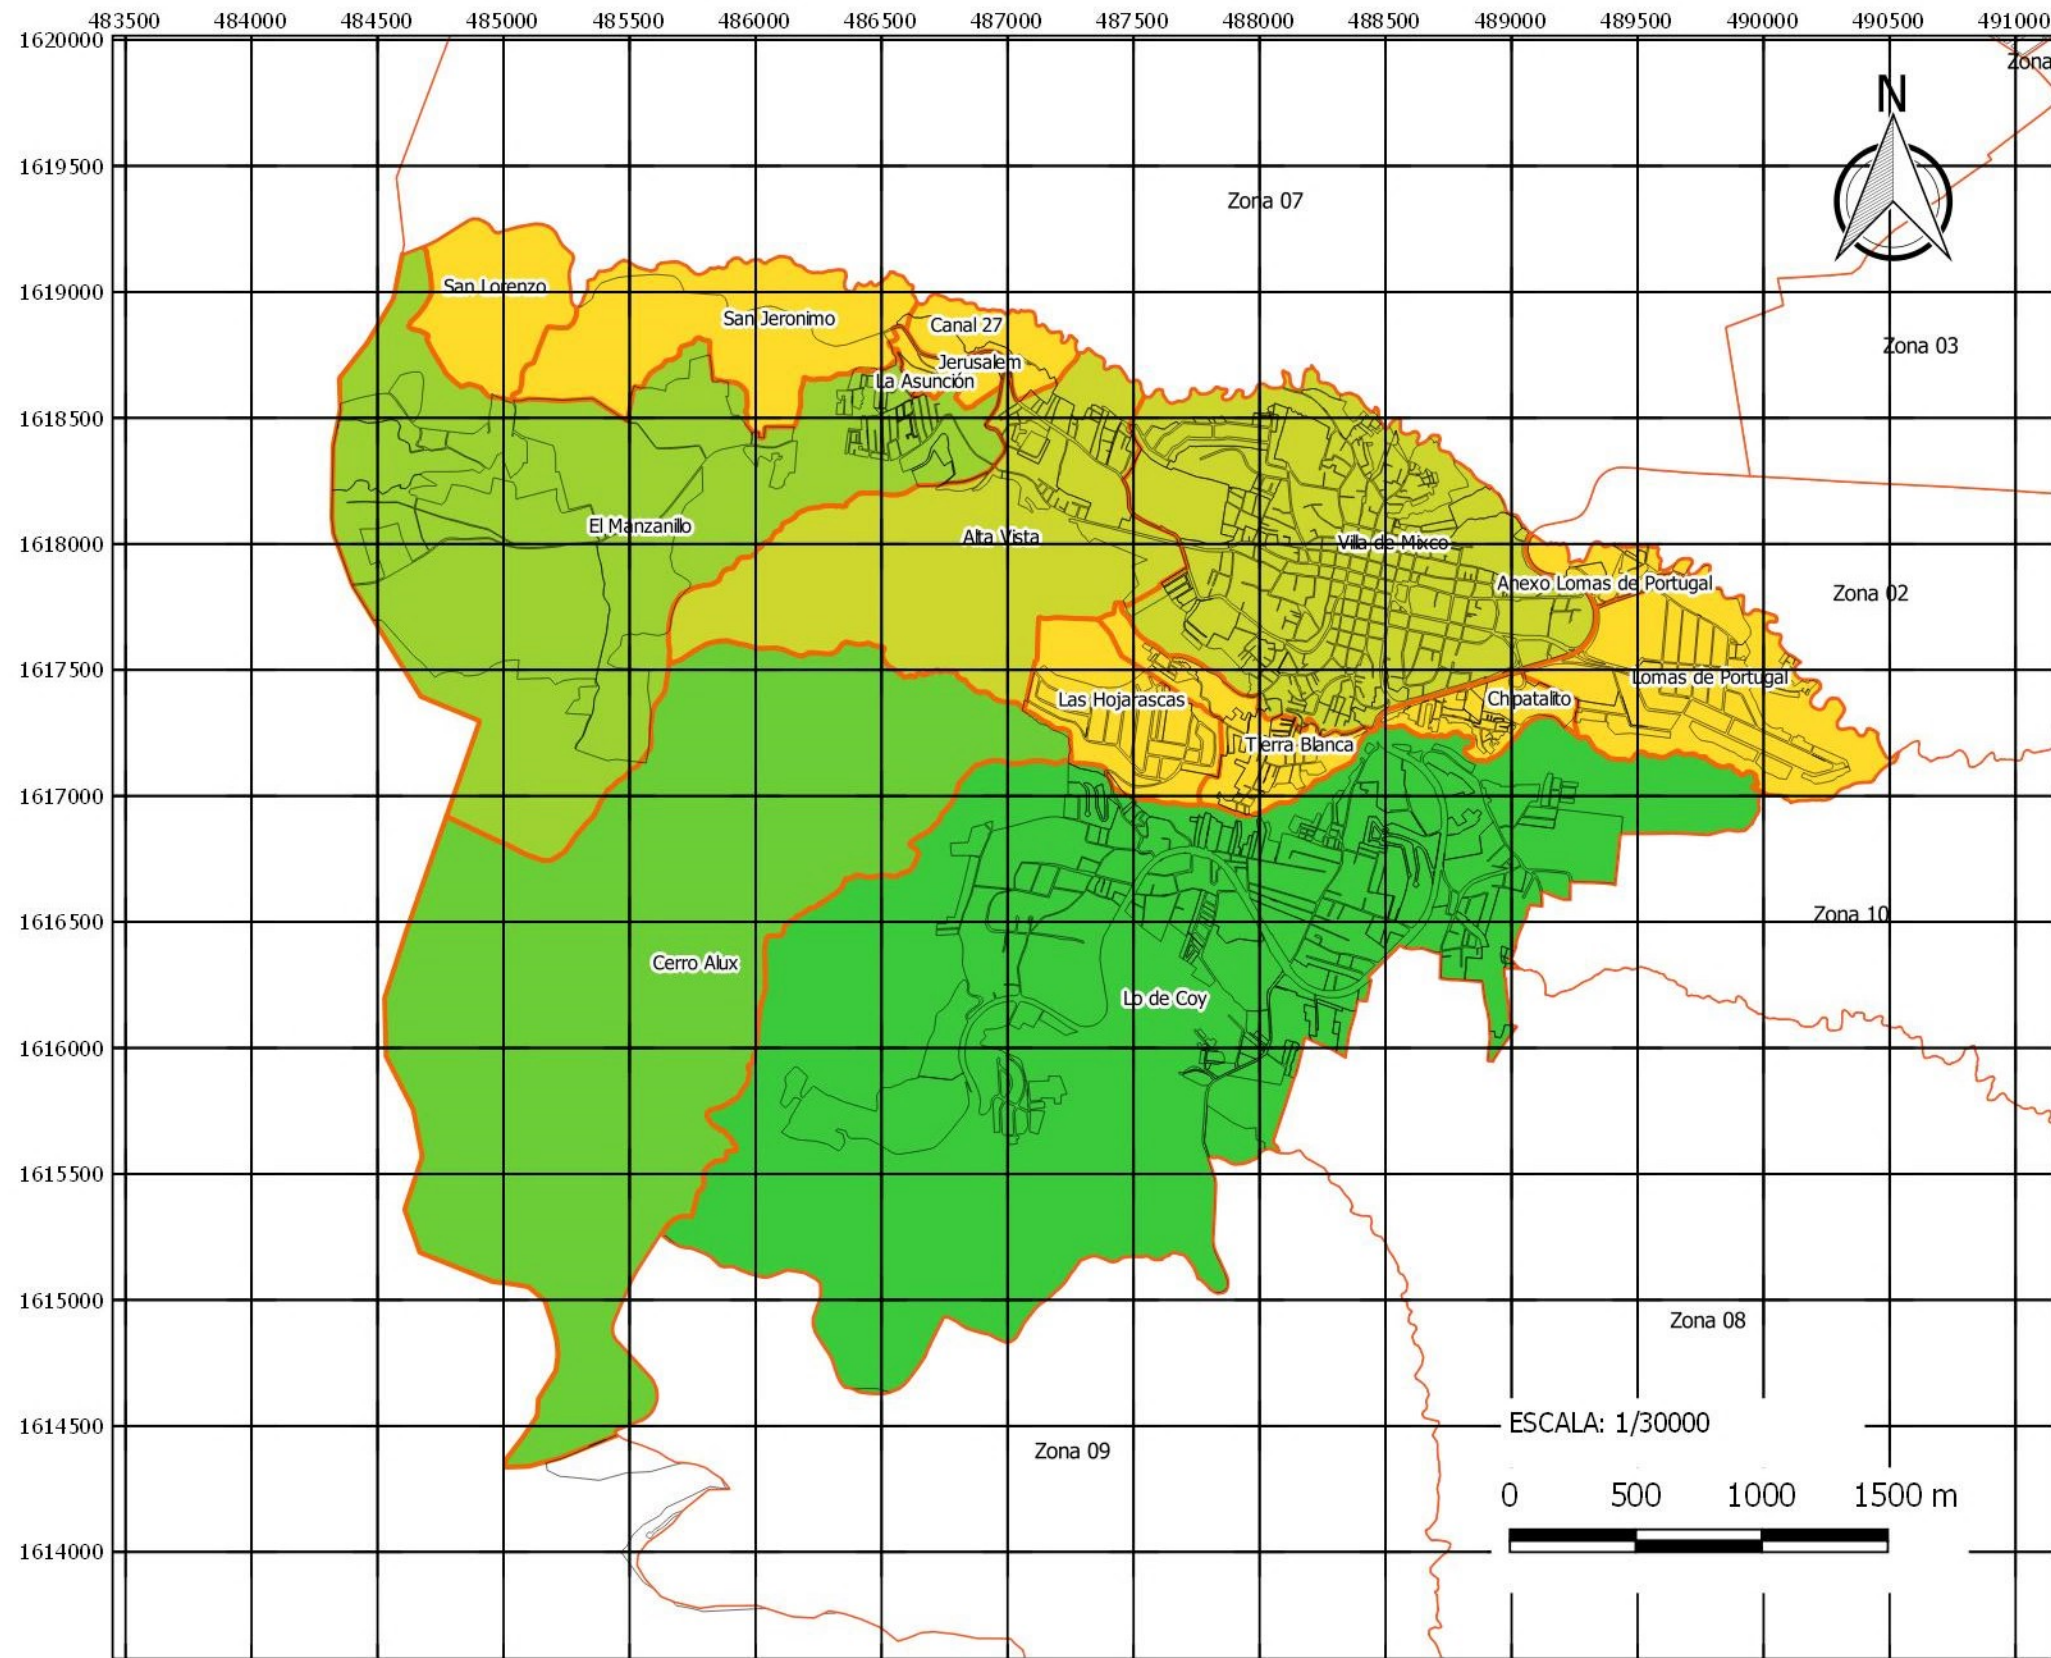 483500 484000 484500 485000 485500 486000 486500 487000 487500 488000 488500 489000 489500 490000 490500 491000
1620000
Zona
N
1619500
Zona 07
San Lorenzo
1619000
San Jeronimo
Canal 27
Zona 03
Jerusalem
La Asunción
1618500
El Manzanillo
Alta Vista
Villa de Mixco
1618000
Anexo Lomas de Portugal
Zona 02
1617500
Lomas de Portugal
Las Hojarascas
Chipatalito
Tierra Blanca
1617000
Zona 10
1616500
Cerro Alux
Lo de Coy
1616000
1615500
1615000
Zona 08
1614500
ESCALA: 1/30000
Zona 09
0 500 1000 1500 m
1614000